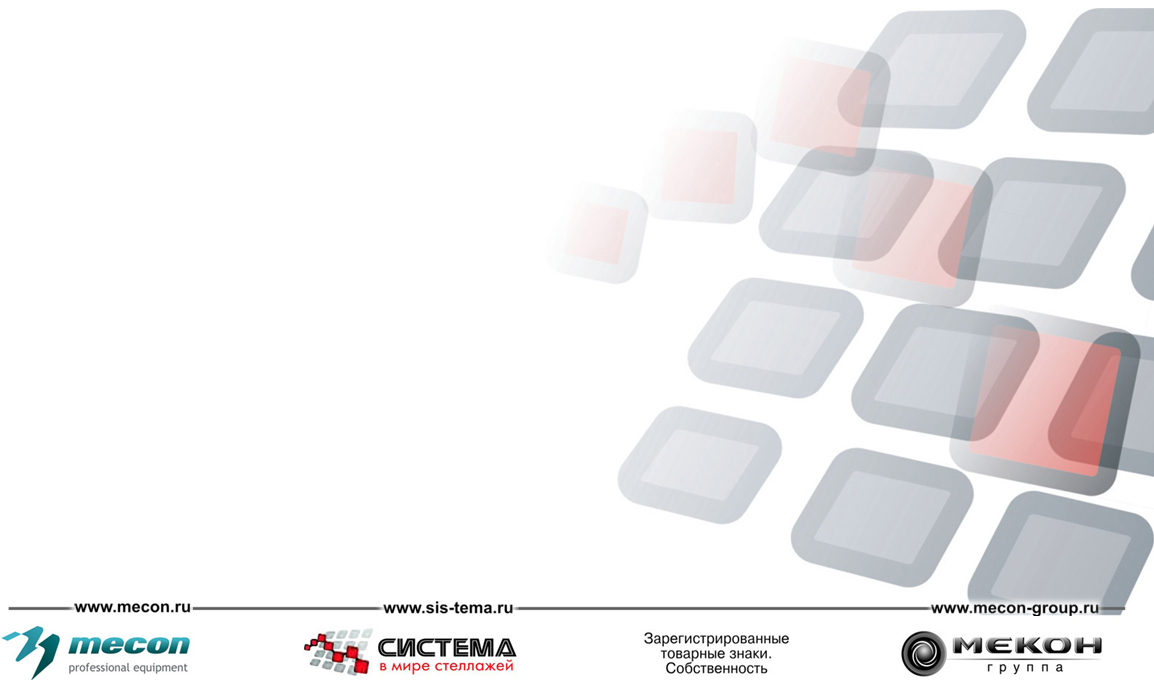 www.mecon.ru
www.sis-tema.ru
www.mecon-group.ru
mecon
professional equipment
СИСТЕМА
в мире стеллажей
Зарегистрированные
товарные знаки.
Собственность
МЕКОН
группа